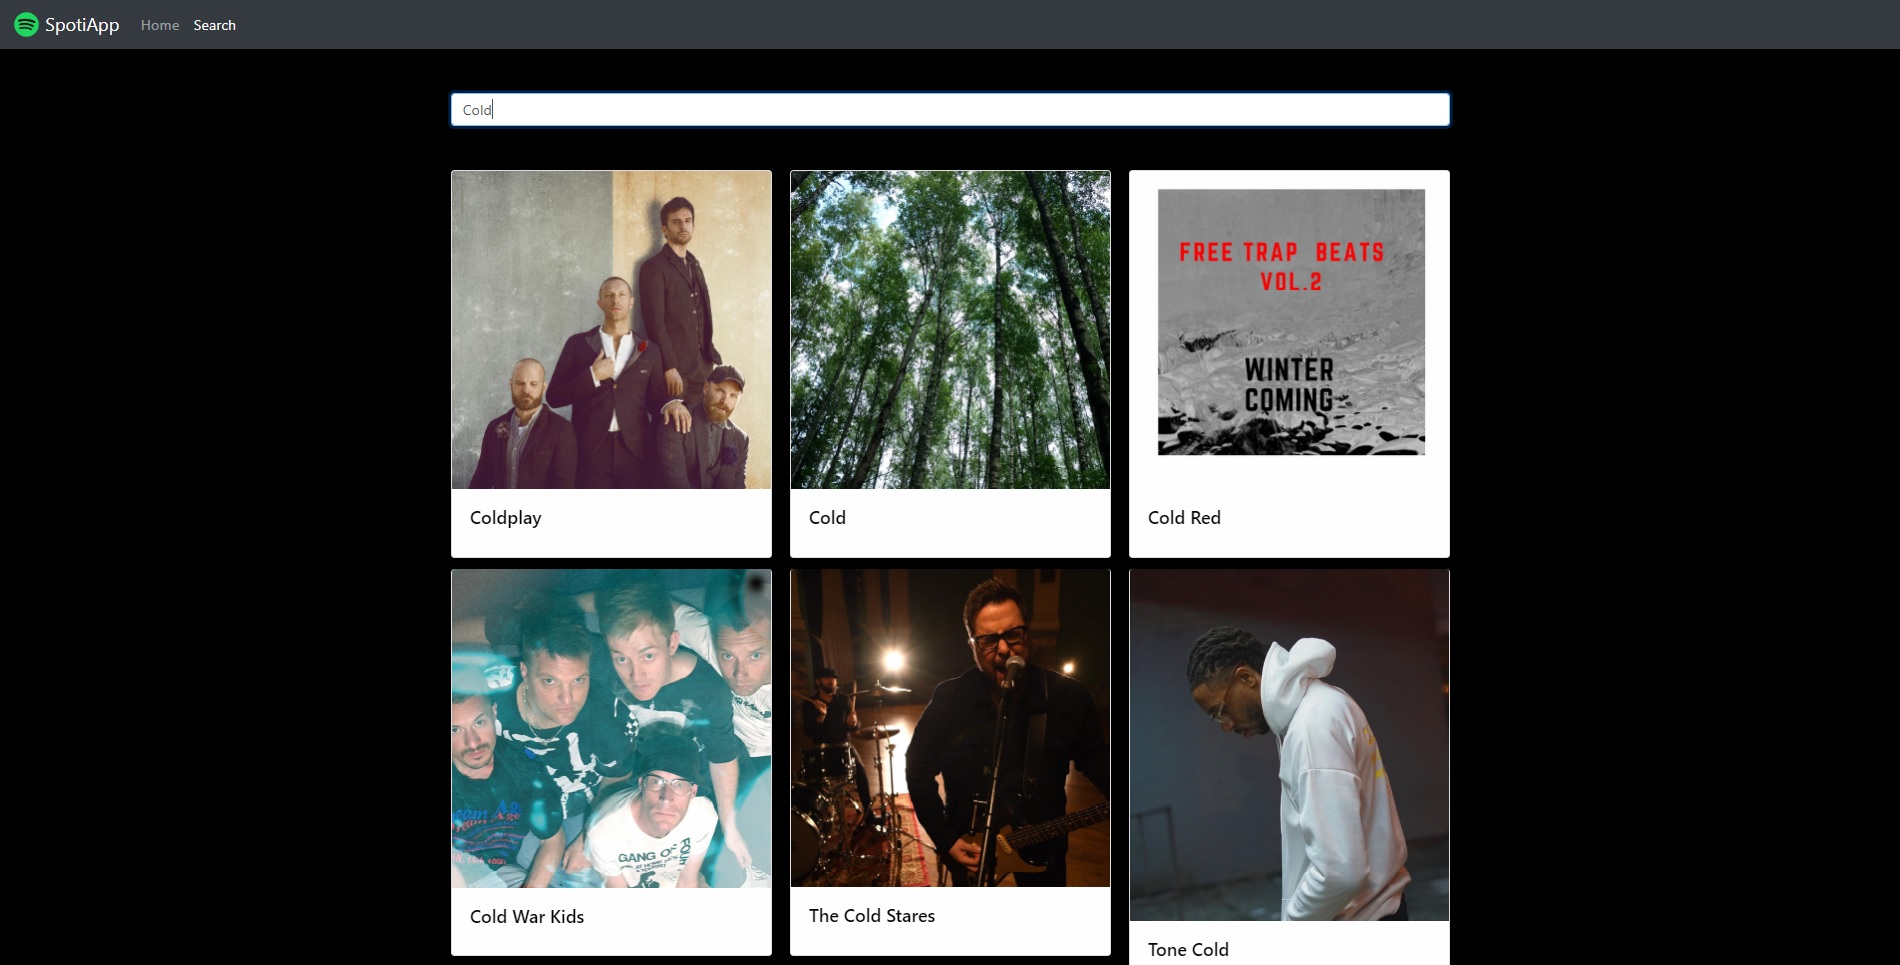 SpotiApp Home Search
Cold
FREE TRAP BEATS
VOL.2
WINTER
COMING
Coldplay
Cold
Cold Red
GANG OF FOUR
Cold War Kids
The Cold Stares
Tone Cold